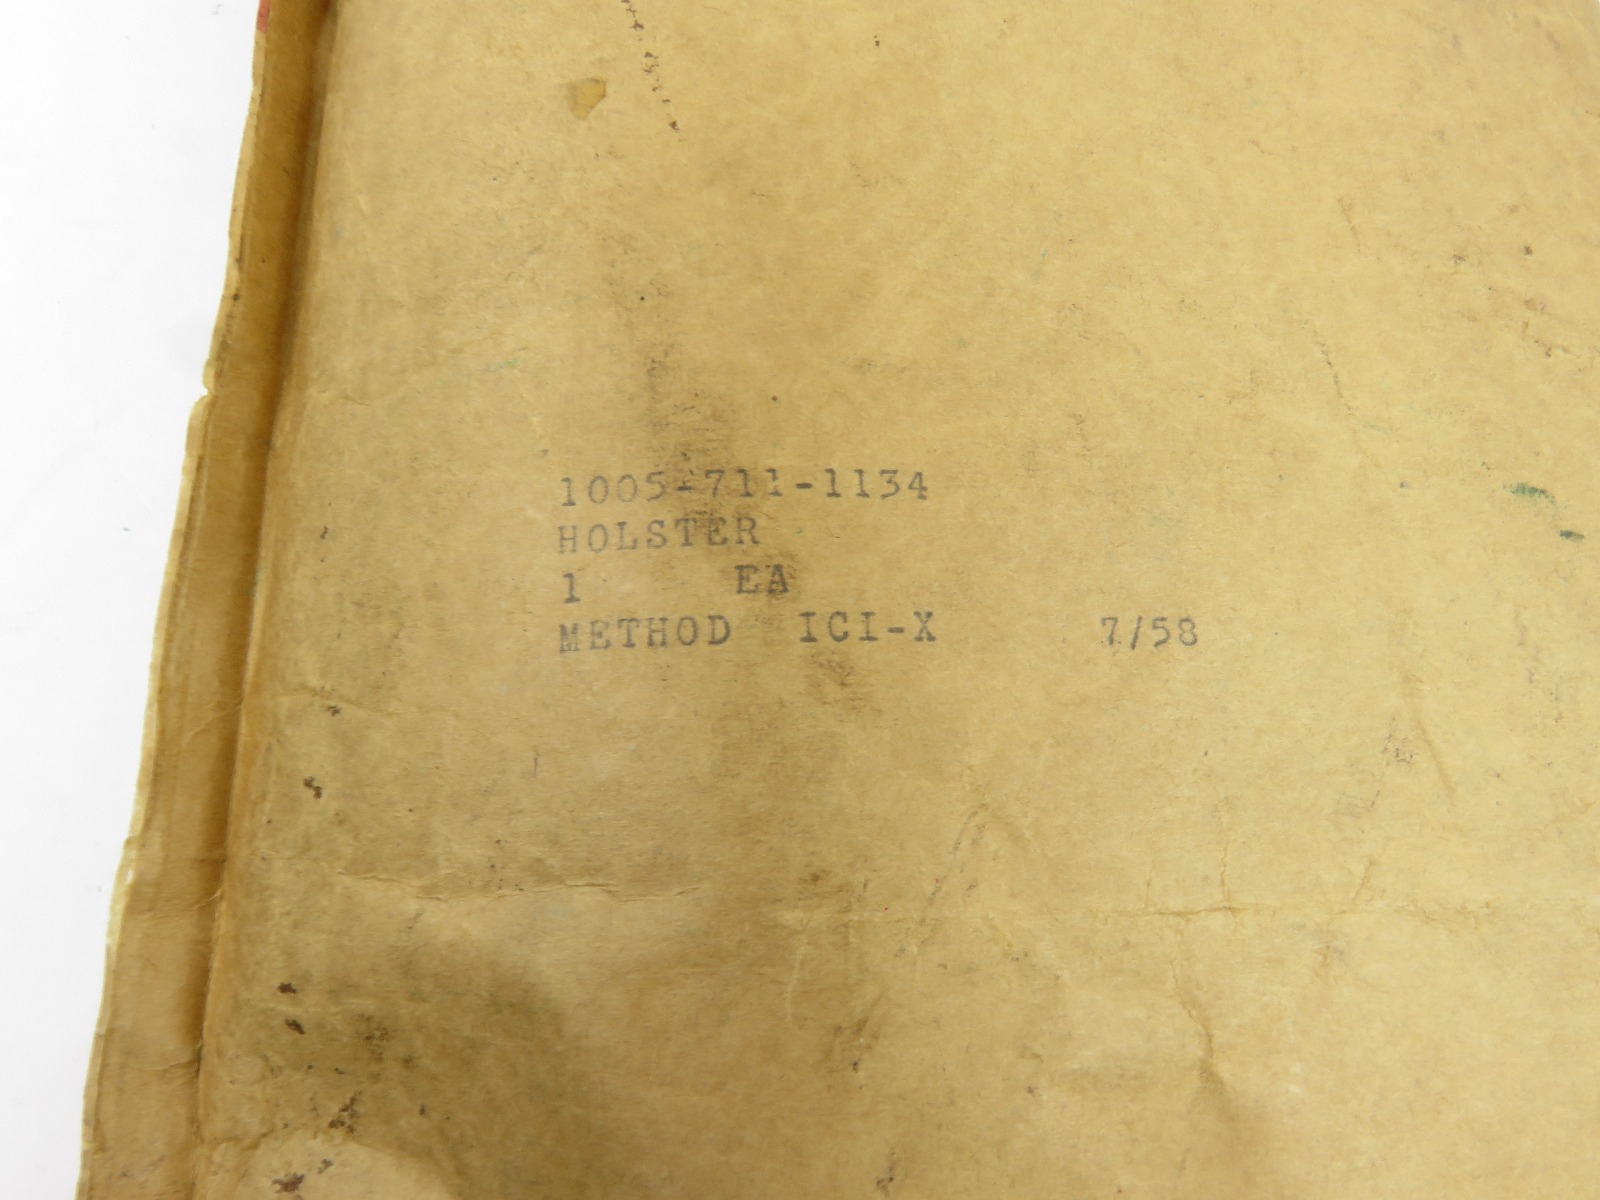 1005-711-1134
HOLSTER
1 EA
METHOD ICI-X 7/58